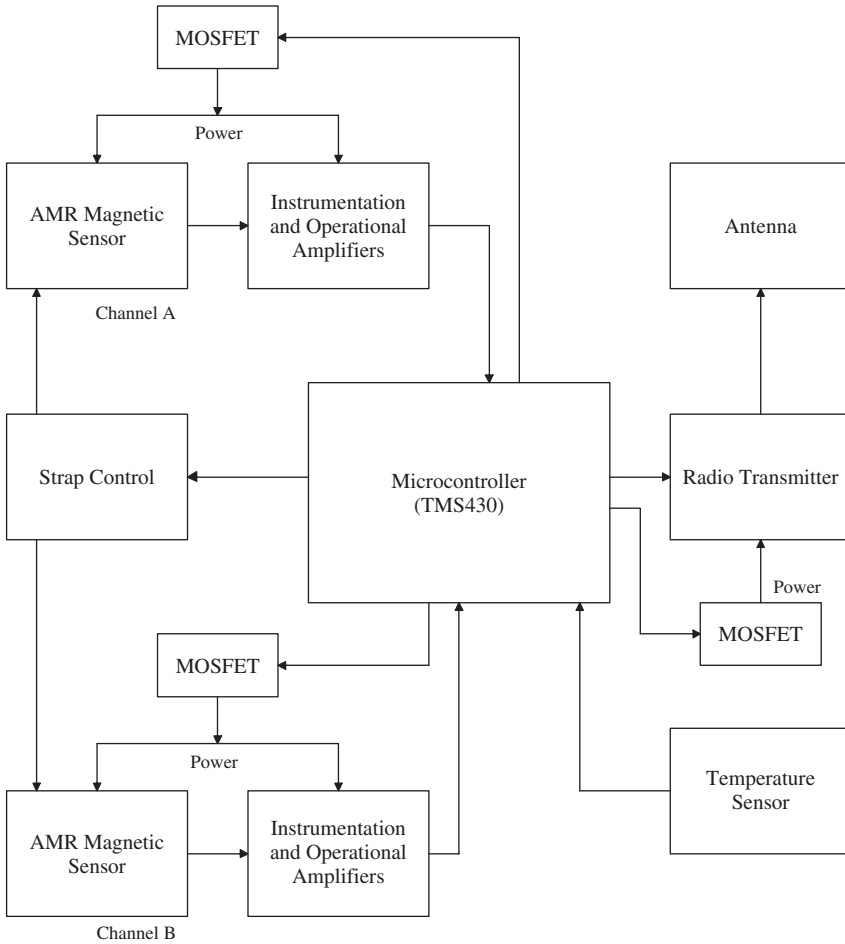 MOSFET
Power
AMR Magnetic
Sensor
Instrumentation
and Operational
Amplifiers
Antenna
Channel A
Strap Control
Microcontroller
(TMS430)
Radio Transmitter
Power
MOSFET
MOSFET
Power
AMR Magnetic
Sensor
Instrumentation
and Operational
Amplifiers
Temperature
Sensor
Channel B